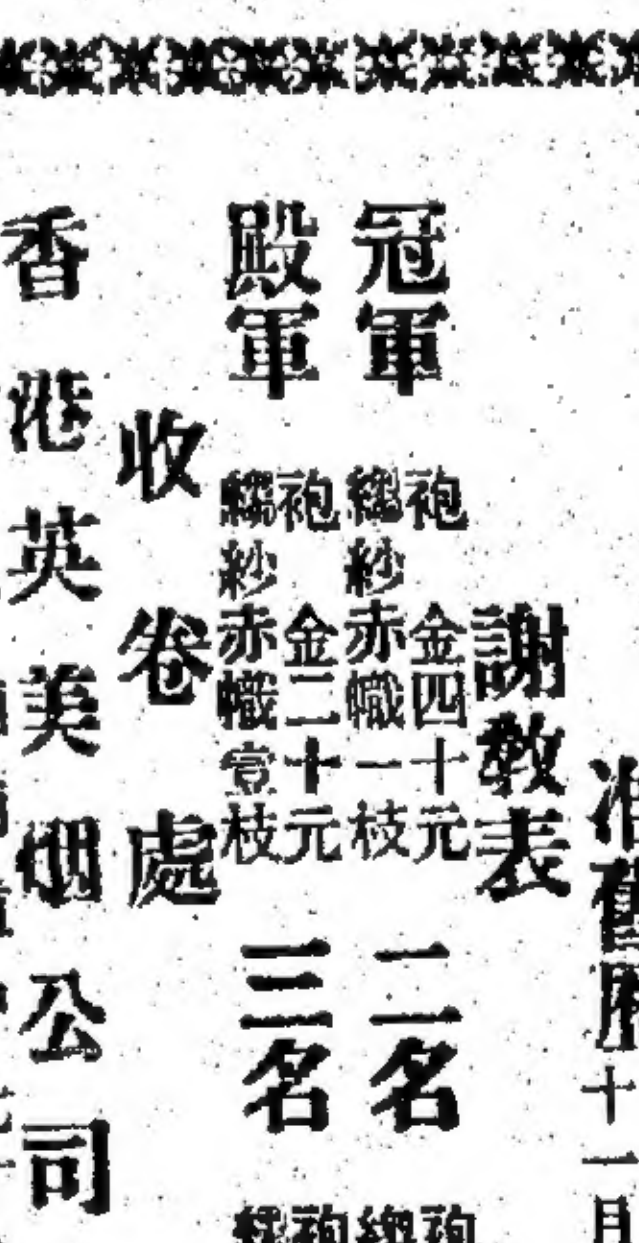 舊曆十一月
謝教表
冠軍 袍金四十元 縐紗赤幟一枝 二名
殿軍 袍金二十元 縐紗赤幟壹枝 三名
收卷處
香港英美烟公司